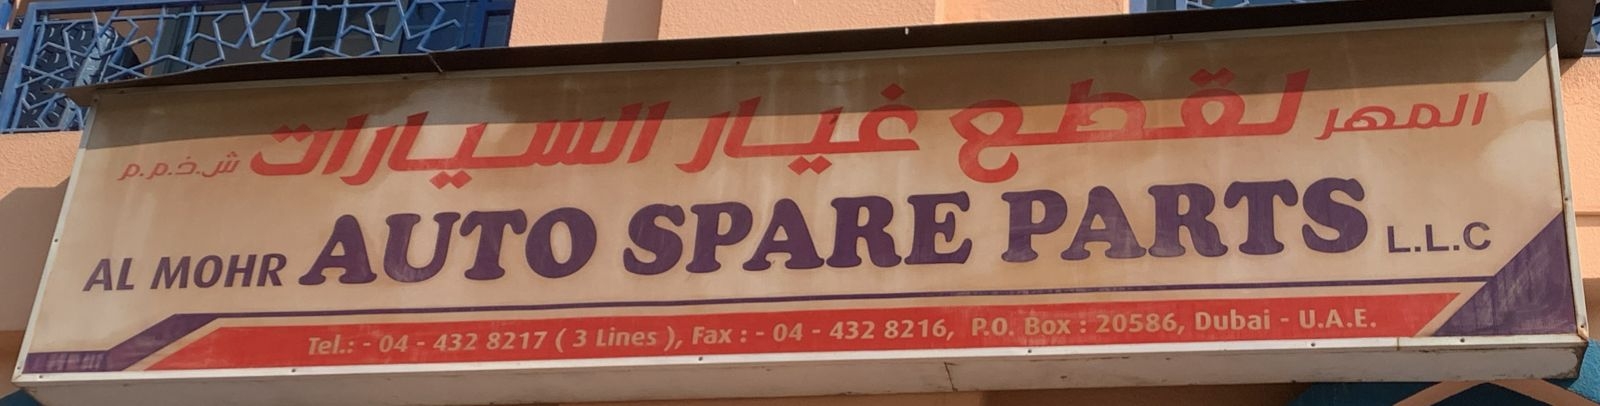 المهر لقطع غيار السيارات ش.ذ.م.م
AL MOHR AUTO SPARE PARTS L.L.C
Tel.: - 04 - 432 8217 ( 3 Lines ), Fax : - 04 - 432 8216, P.O. Box : 20586, Dubai - U.A.E.